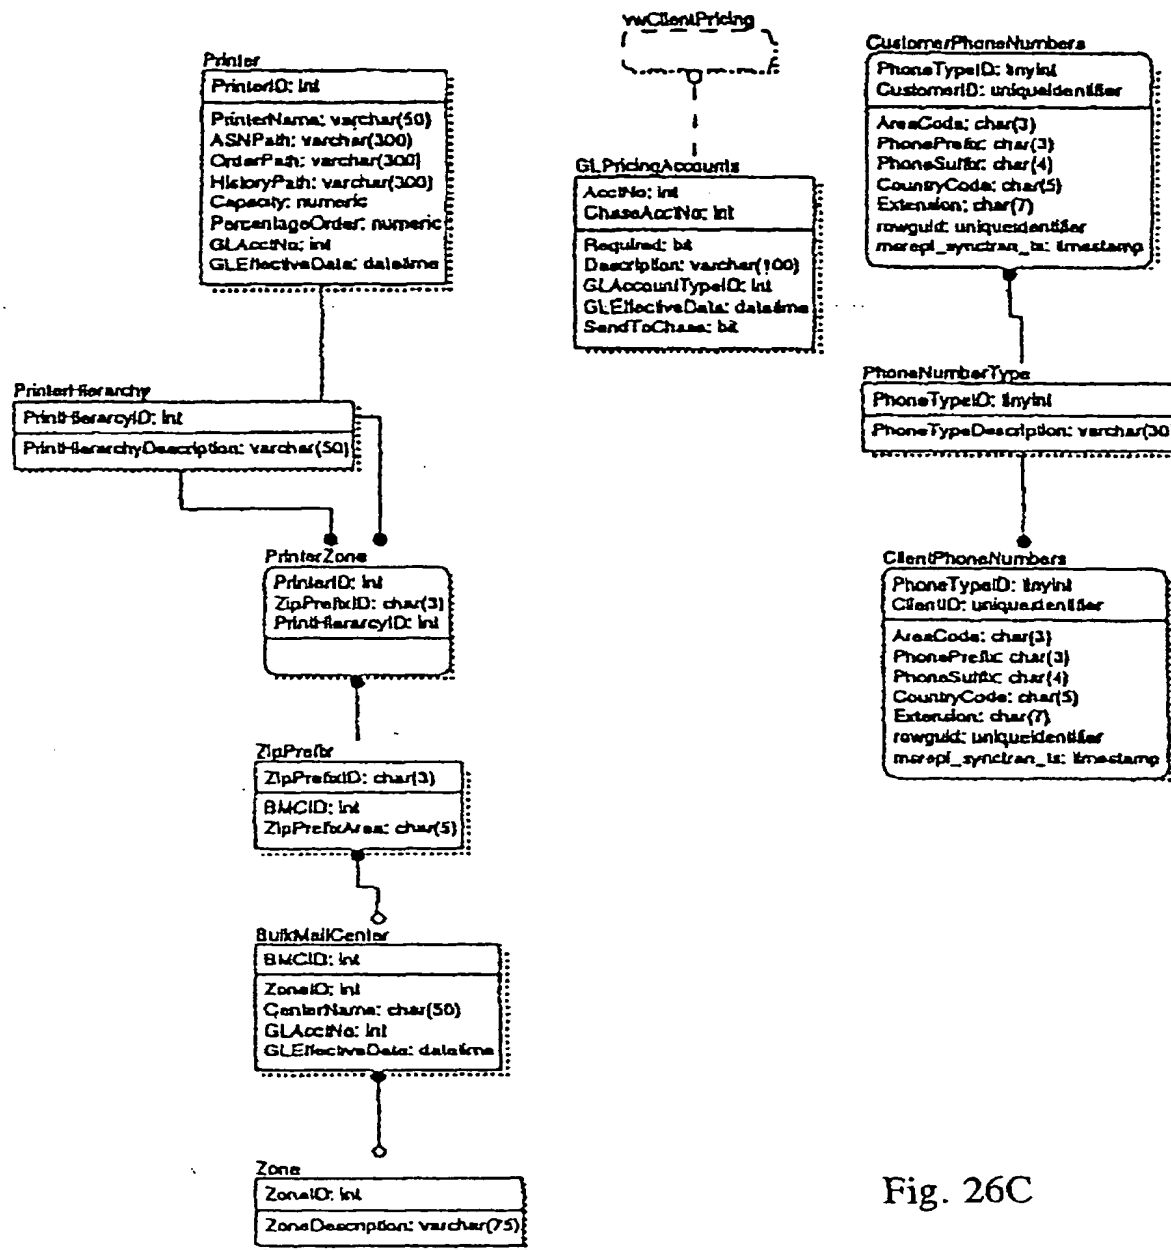 Printer
PrinterID: int
PrinterName: varchar(50)
ASNPath: varchar(300)
OrderPath: varchar(300)
HistoryPath: varchar(300)
Capacity: numeric
PercentageOrder: numeric
GLAcctNo: int
GLEffectiveDate: datetime
PrinterHierarchy
PrintHierarcyID: int
PrintHierarchyDescription: varchar(50)
PrinterZone
PrinterID: int
ZipPrefixID: char(3)
PrintHierarcyID: int
ZipPrefix
ZipPrefixID: char(3)
BMCID: int
ZipPrefixArea: char(5)
BulkMailCenter
BMCID: int
ZoneID: int
CenterName: char(50)
GLAcctNo: int
GLEffectiveDate: datetime
Zone
ZoneID: int
ZoneDescription: varchar(75)
vwClientPricing
GLPricingAccounts
AcctNo: int
ChaseAcctNo: int
Required: bit
Description: varchar(100)
GLAccountTypeID: int
GLEffectiveDate: datetime
SendToChase: bit
CustomerPhoneNumbers
PhoneTypeID: tinyint
CustomerID: uniqueidentifier
AreaCode: char(3)
PhonePrefix: char(3)
PhoneSuffix: char(4)
CountryCode: char(5)
Extension: char(7)
rowguid: uniqueidentifier
msrepl_synctran_ts: timestamp
PhoneNumberType
PhoneTypeID: tinyint
PhoneTypeDescription: varchar(30
ClientPhoneNumbers
PhoneTypeID: tinyint
ClientID: uniqueidentifier
AreaCode: char(3)
PhonePrefix: char(3)
PhoneSuffix: char(4)
CountryCode: char(5)
Extension: char(7)
rowguid: uniqueidentifier
msrepl_synctran_ts: timestamp
Fig. 26C